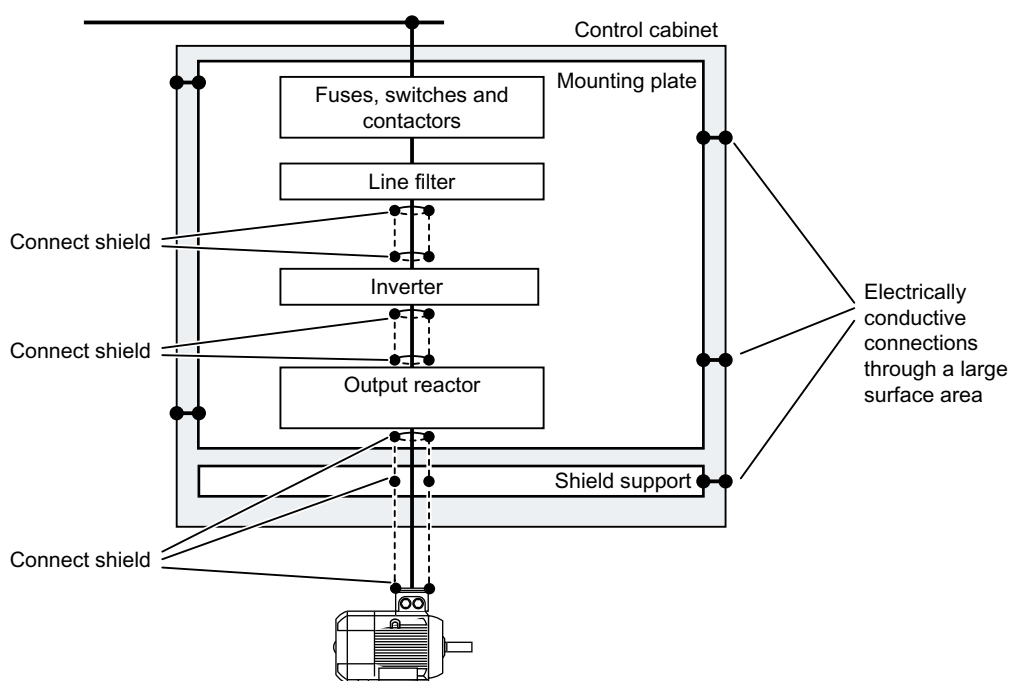 Control cabinet
Mounting plate
Fuses, switches and
contactors
Line filter
Connect shield
Inverter
Electrically
conductive
connections
through a large
surface area
Connect shield
Output reactor
Shield support
Connect shield